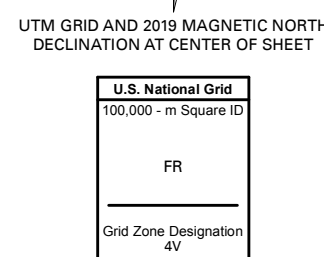 UTM GRID AND 2019 MAGNETIC NORTH
DECLINATION AT CENTER OF SHEET
U.S. National Grid
100,000 - m Square ID
FR
Grid Zone Designation
4V